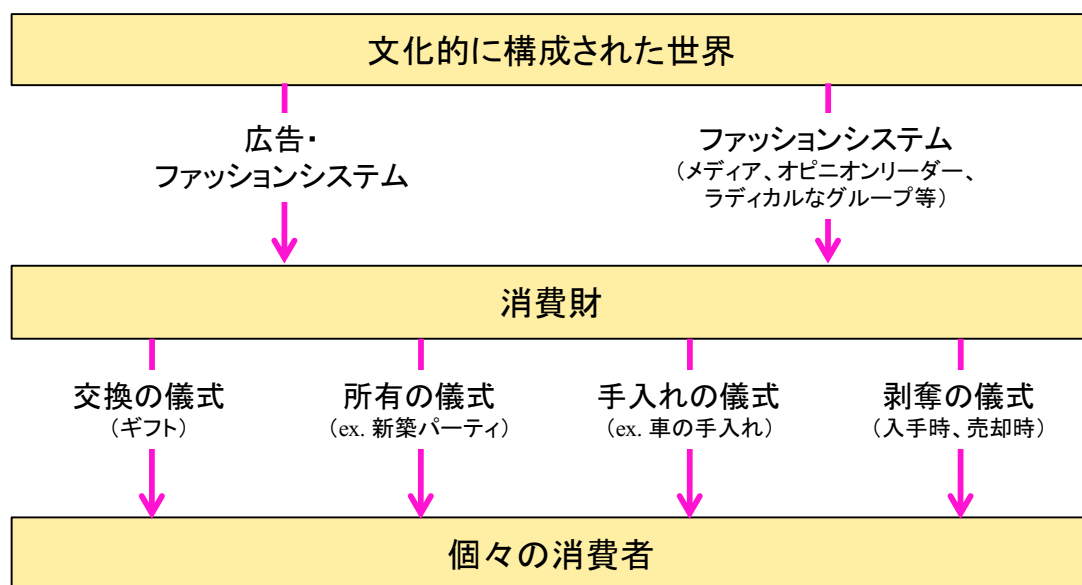 文化的に構成された世界
広告・
ファッションシステム
ファッションシステム
（メディア、オピニオンリーダー、
ラディカルなグループ等）
消費財
交換の儀式
（ギフト）
所有の儀式
（ex. 新築パーティ）
手入れの儀式
（ex. 車の手入れ）
剥奪の儀式
（入手時、売却時）
個々の消費者